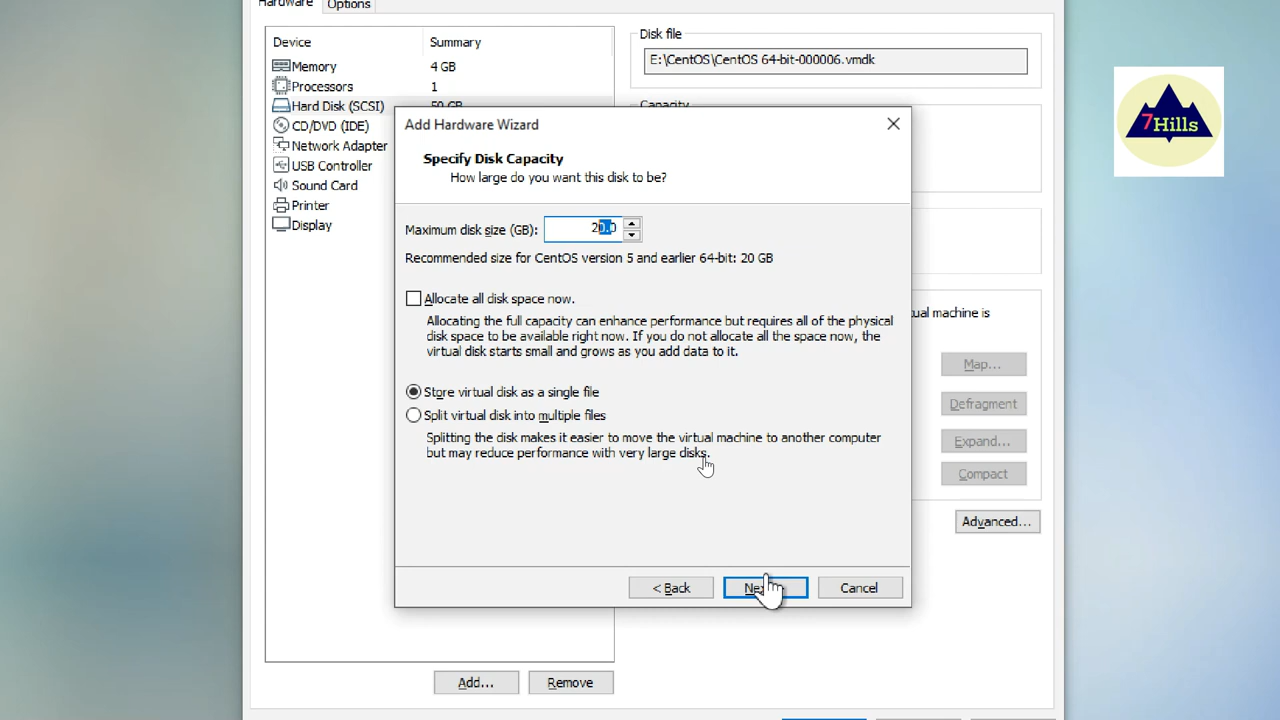 Hardware
Options
Device
Summary
Memory
4 GB
Processors
1
Hard Disk (SCSI)
50 GB
CD/DVD (IDE)
Network Adapter
USB Controller
Sound Card
Printer
Display
Disk file
E:\CentOS\CentOS 64-bit-000006.vmdk
Capacity
Add Hardware Wizard
Specify Disk Capacity
How large do you want this disk to be?
Maximum disk size (GB):
20.0
Recommended size for CentOS version 5 and earlier 64-bit: 20 GB
Allocate all disk space now.
Allocating the full capacity can enhance performance but requires all of the physical
disk space to be available right now. If you do not allocate all the space now, the
virtual disk starts small and grows as you add data to it.
Store virtual disk as a single file
Split virtual disk into multiple files
Splitting the disk makes it easier to move the virtual machine to another computer
but may reduce performance with very large disks.
< Back
Cancel
machine is
Map...
Defragment
Expand...
Compact
Advanced...
Add...
Remove
7Hills